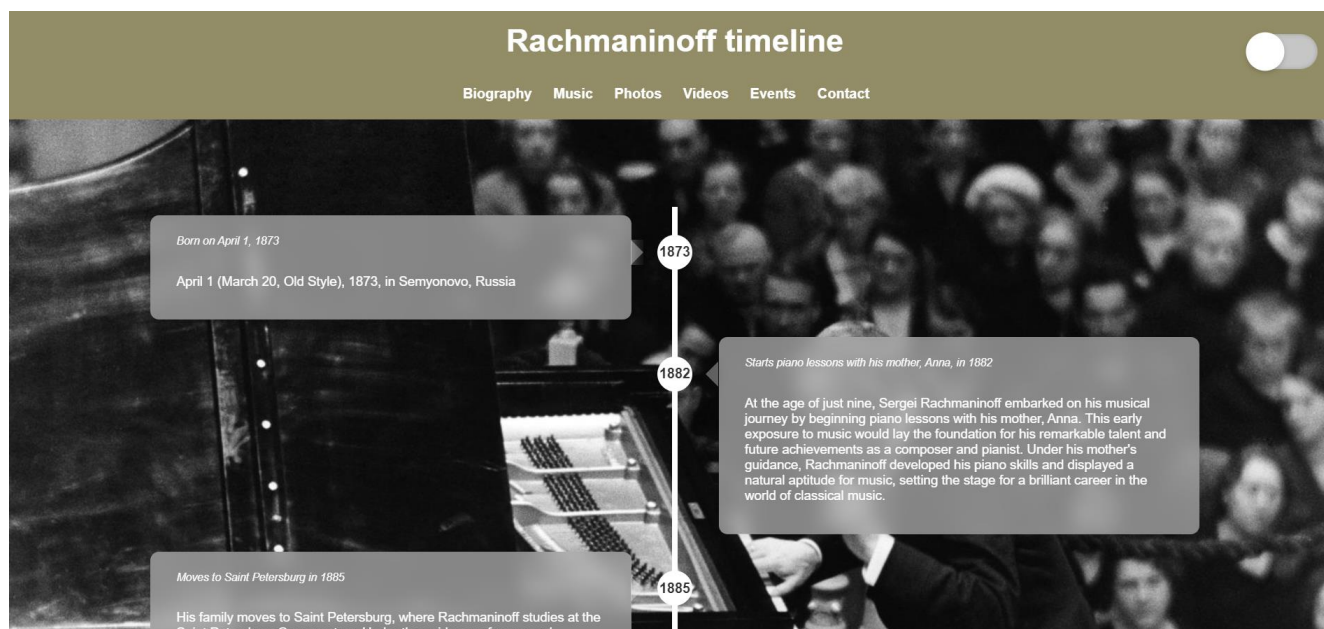 Rachmaninoff timeline
Biography Music Photos Videos Events Contact
Born on April 1, 1873
April 1 (March 20, Old Style), 1873, in Semyonovo, Russia
1873
1882
Starts piano lessons with his mother, Anna, in 1882
At the age of just nine, Sergei Rachmaninoff embarked on his musical
journey by beginning piano lessons with his mother, Anna. This early
exposure to music would lay the foundation for his remarkable talent and
future achievements as a composer and pianist. Under his mother's
guidance, Rachmaninoff developed his piano skills and displayed a
natural aptitude for music, setting the stage for a brilliant career in the
world of classical music.
Moves to Saint Petersburg in 1885
1885
His family moves to Saint Petersburg, where Rachmaninoff studies at the